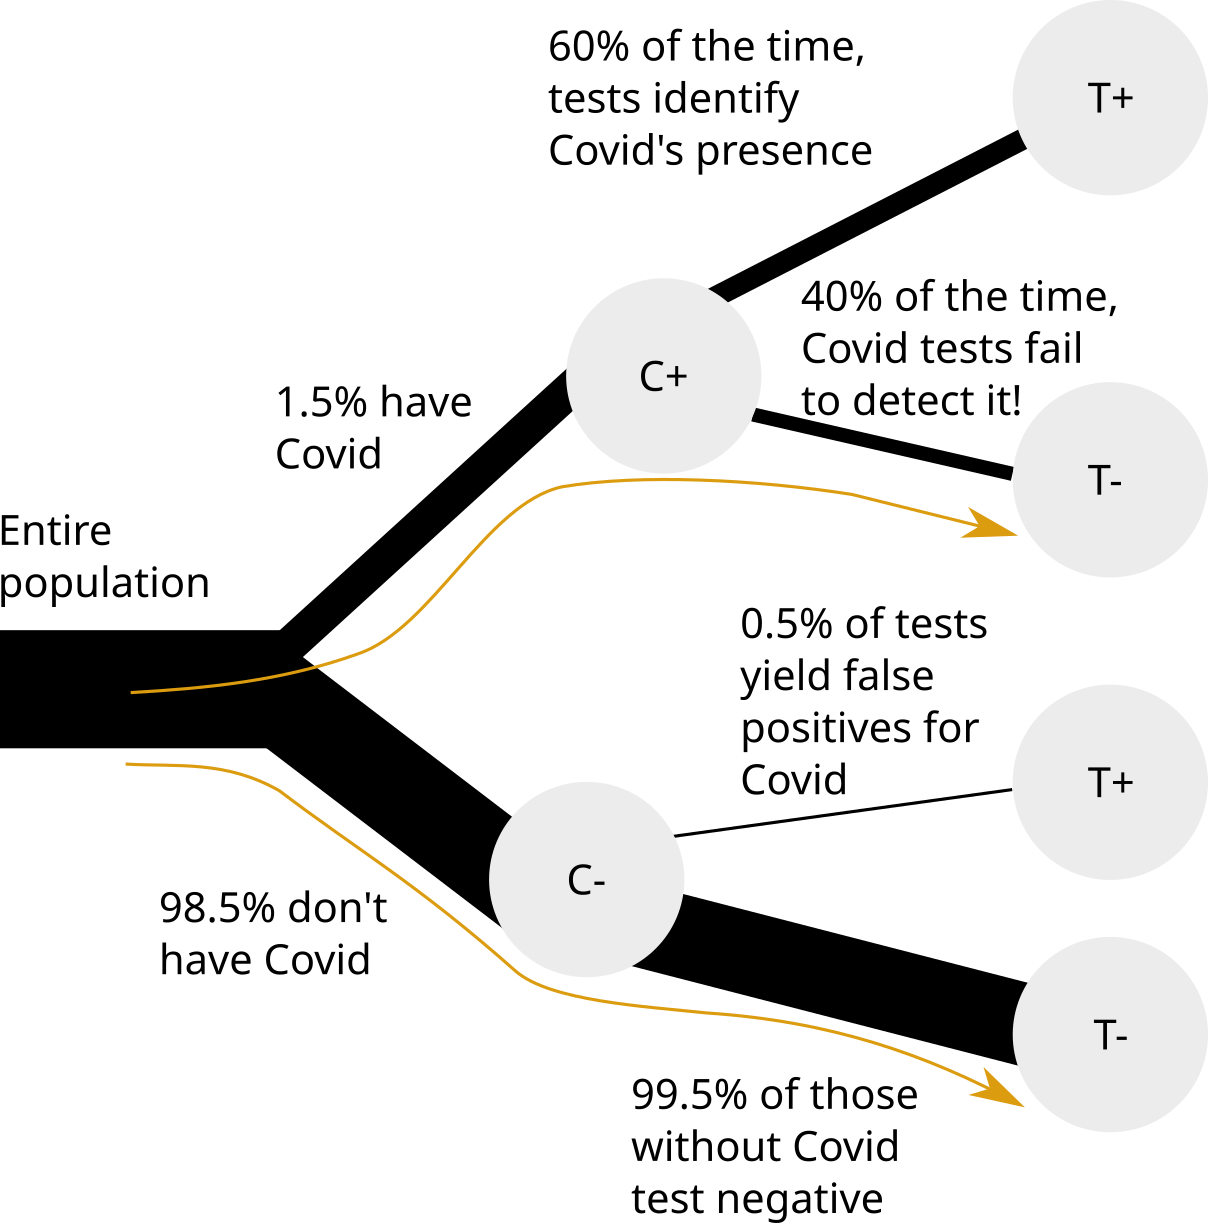 60% of the time,
tests identify
Covid's presence
T+
40% of the time,
Covid tests fail
to detect it!
C+
1.5% have
Covid
T-
Entire
population
0.5% of tests
yield false
positives for
Covid
T+
C-
98.5% don't
have Covid
T-
99.5% of those
without Covid
test negative